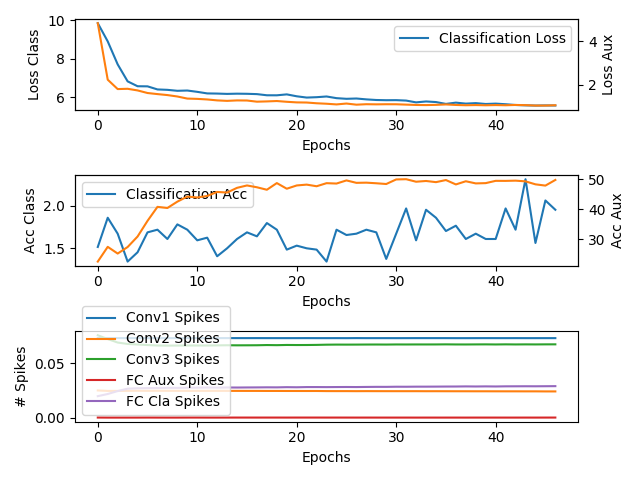 10
8
6
Loss Class
Classification Loss
4
2
Loss Aux
0
10
20
30
40
Epochs
2.0
1.5
Acc Class
Classification Acc
50
40
30
Acc Aux
0
10
20
30
40
Epochs
0.05
0.00
# Spikes
Conv1 Spikes
Conv2 Spikes
Conv3 Spikes
FC Aux Spikes
FC Cla Spikes
0
10
20
30
40
Epochs